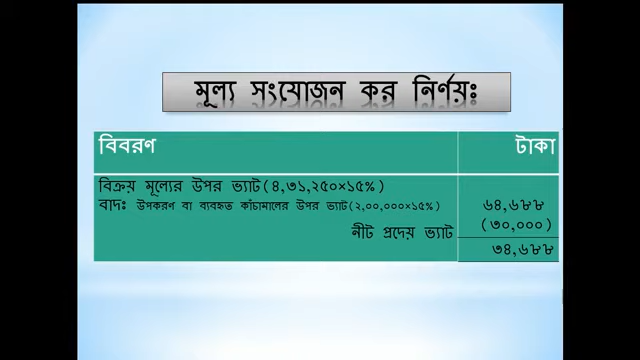 মূল্য সংযোজন কর নির্ণয়ঃ
বিবরণ টাকা
বিক্রয় মূল্যের উপর ভ্যাট(৪,৩১,২৫০×১৫%) ৬৪,৬৮৮
বাদঃ উপকরণ বা ব্যবহৃত কাঁচামালের উপর ভ্যাট(২,০০,০০০×১৫%) (৩০,০০০)
নীট প্রদেয় ভ্যাট ৩৪,৬৮৮